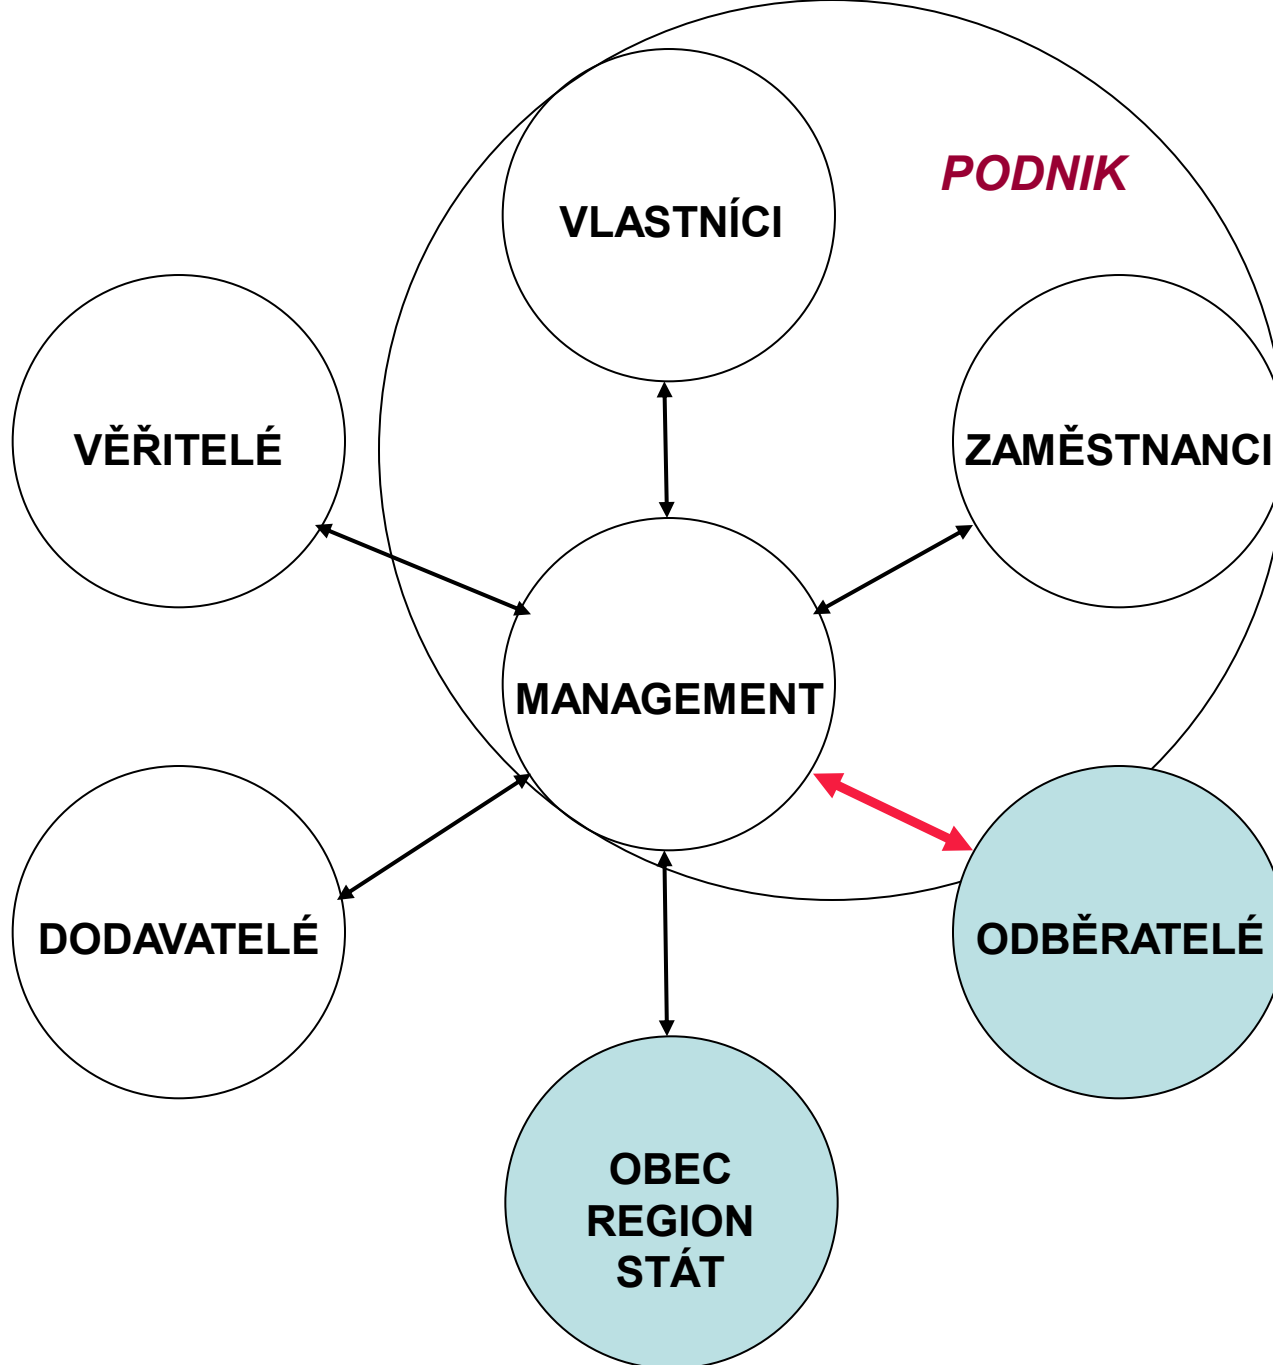 PODNIK
VLASTNÍCI
VĚŘITELÉ
ZAMĚSTNANCI
MANAGEMENT
DODAVATELÉ
ODBĚRATELÉ
OBEC
REGION
STÁT